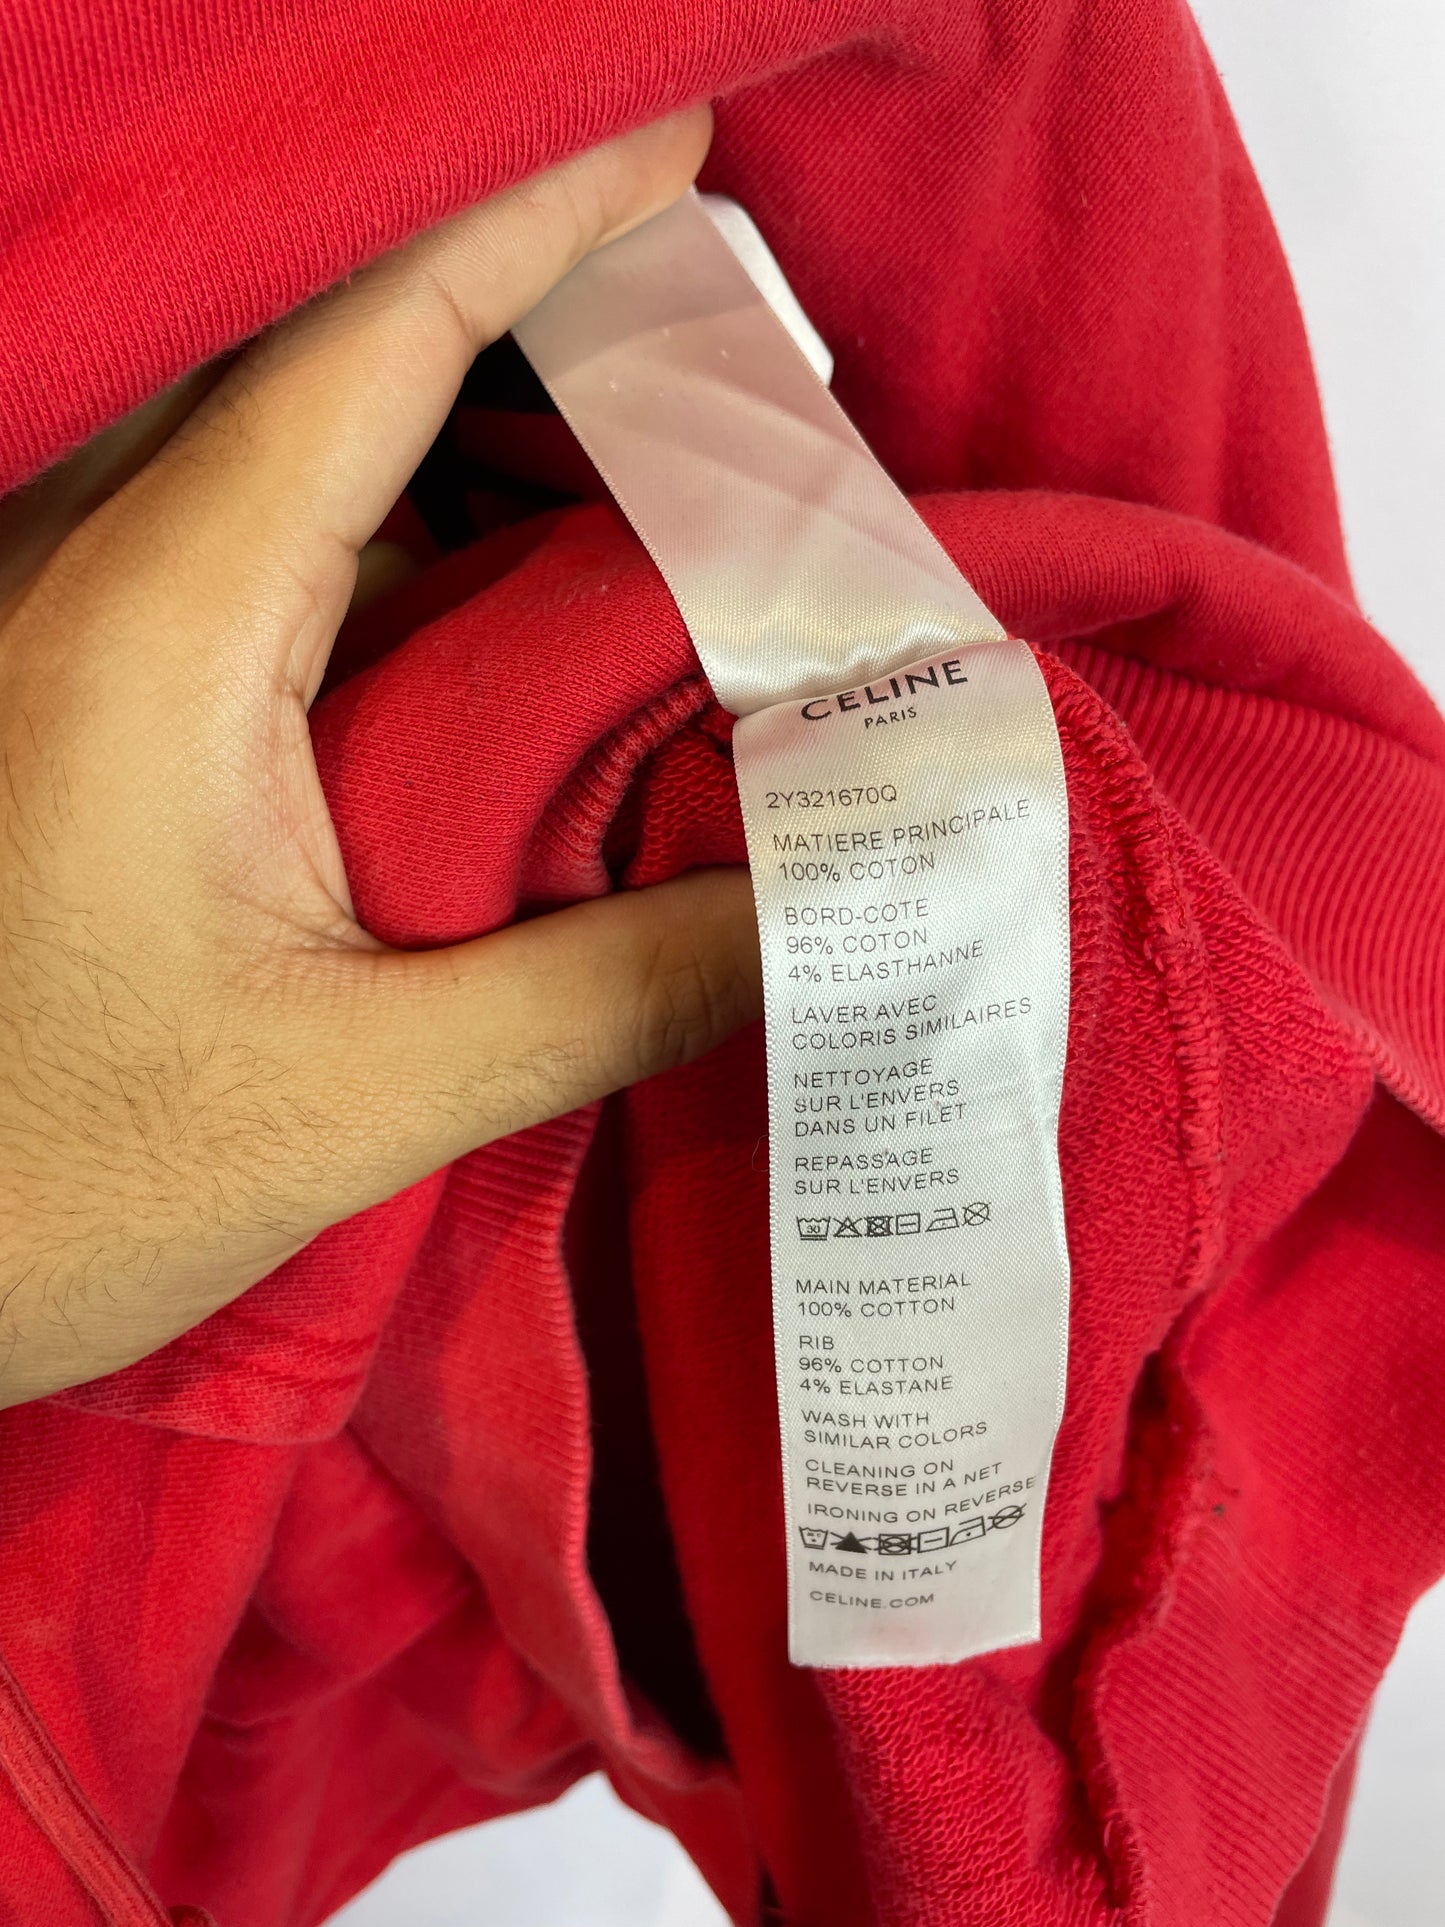 CELINE
PARIS
2Y321670Q
MATIERE PRINCIPALE
100% COTON
BORD-COTE
96% COTON
4% ELASTHANNE
LAVER AVEC
COLORIS SIMILAIRES
NETTOYAGE
SUR L'ENVERS
DANS UN FILET
REPASSAGE
SUR L'ENVERS
30
MAIN MATERIAL
100% COTTON
RIB
96% COTTON
4% ELASTANE
WASH WITH
SIMILAR COLORS
CLEANING ON
REVERSE IN A NET
IRONING ON REVERSE
MADE IN ITALY
CELINE.COM